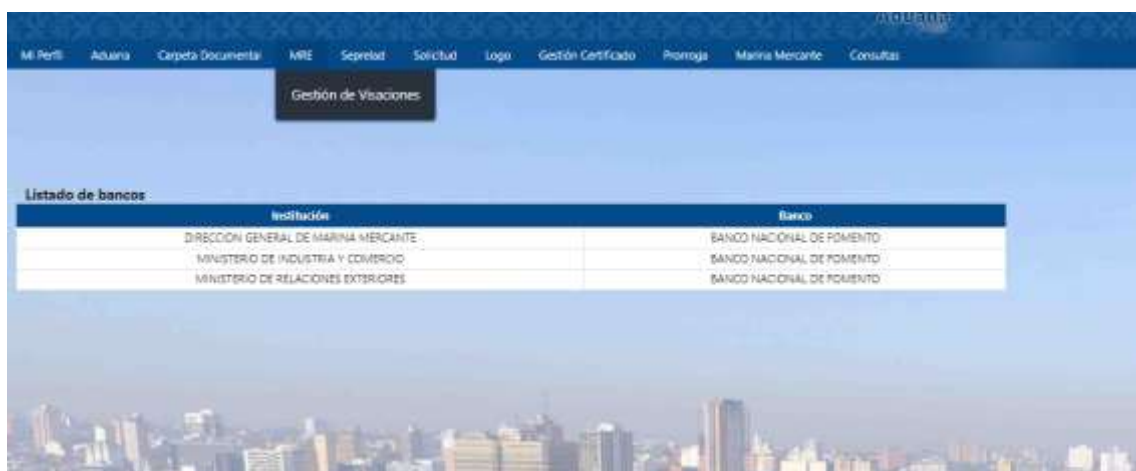 Aduana
Mi Perfil Aduana Carpeta Documental MRE Seprelad Solicitud Logo Gestión Certificado Prorroga Marina Mercante Consultas
Gestión de Visaciones
Listado de bancos
Institución Banco
DIRECCION GENERAL DE MARINA MERCANTE BANCO NACIONAL DE FOMENTO
MINISTERIO DE INDUSTRIA Y COMERCIO BANCO NACIONAL DE FOMENTO
MINISTERIO DE RELACIONES EXTERIORES BANCO NACIONAL DE FOMENTO